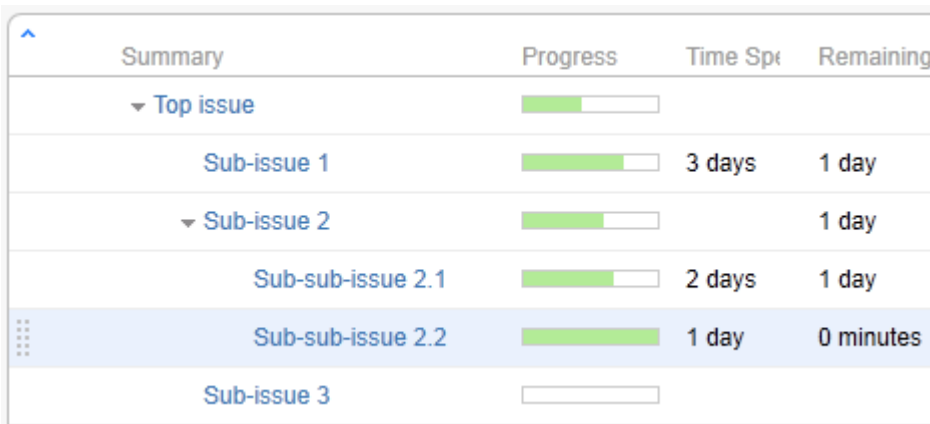 Summary Progress Time Spe Remaining
Top issue
Sub-issue 1 3 days 1 day
Sub-issue 2 1 day
Sub-sub-issue 2.1 2 days 1 day
Sub-sub-issue 2.2 1 day 0 minutes
Sub-issue 3